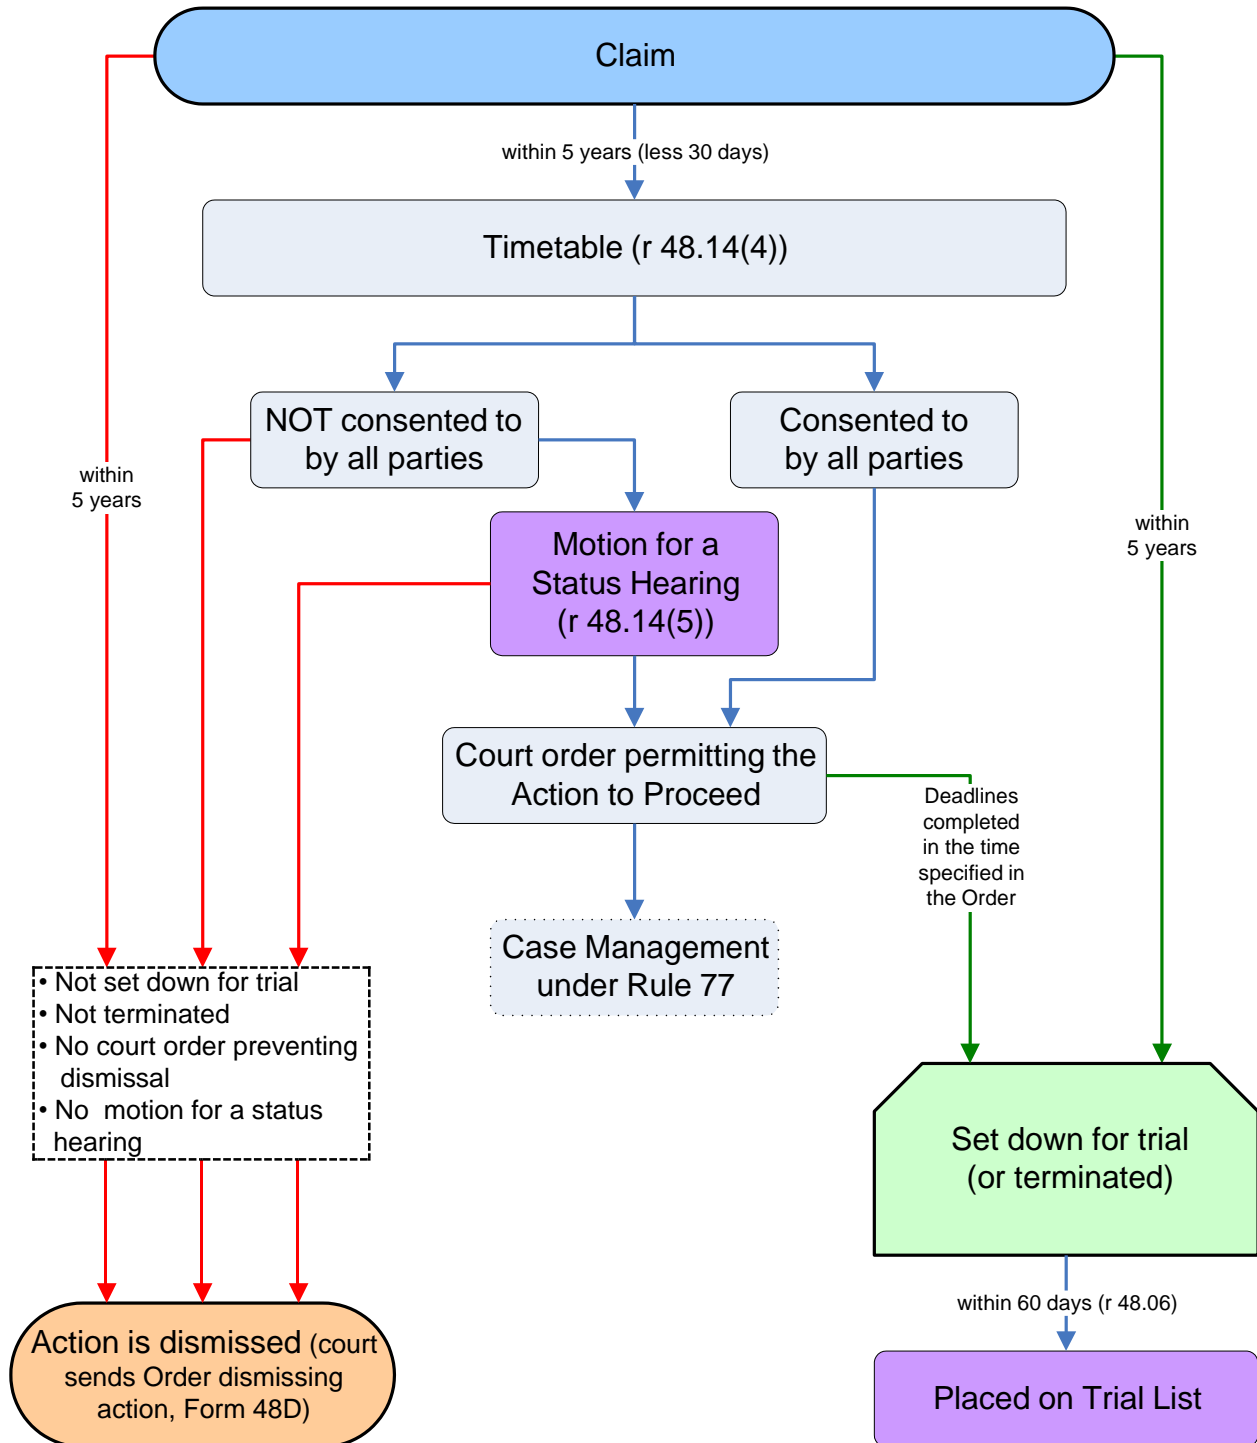 Claim
within 5 years (less 30 days)
Timetable (r 48.14(4))
NOT consented to
by all parties
Consented to
by all parties
within
5 years
within
5 years
Motion for a
Status Hearing
(r 48.14(5))
Court order permitting the
Action to Proceed
Deadlines
completed
in the time
specified in
the Order
Case Management
under Rule 77
• Not set down for trial
• Not terminated
• No court order preventing
dismissal
• No motion for a status
hearing
Set down for trial
(or terminated)
within 60 days (r 48.06)
Action is dismissed (court
sends Order dismissing
action, Form 48D)
Placed on Trial List